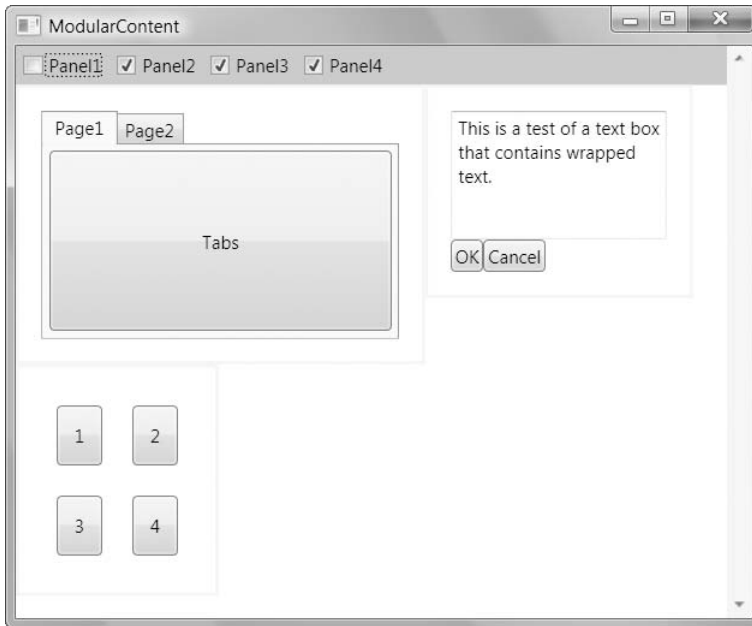 ModularContent
Panel1 Panel2 Panel3 Panel4
Page1 Page2
Tabs
This is a test of a text box
that contains wrapped
text.
OK Cancel
1 2
3 4